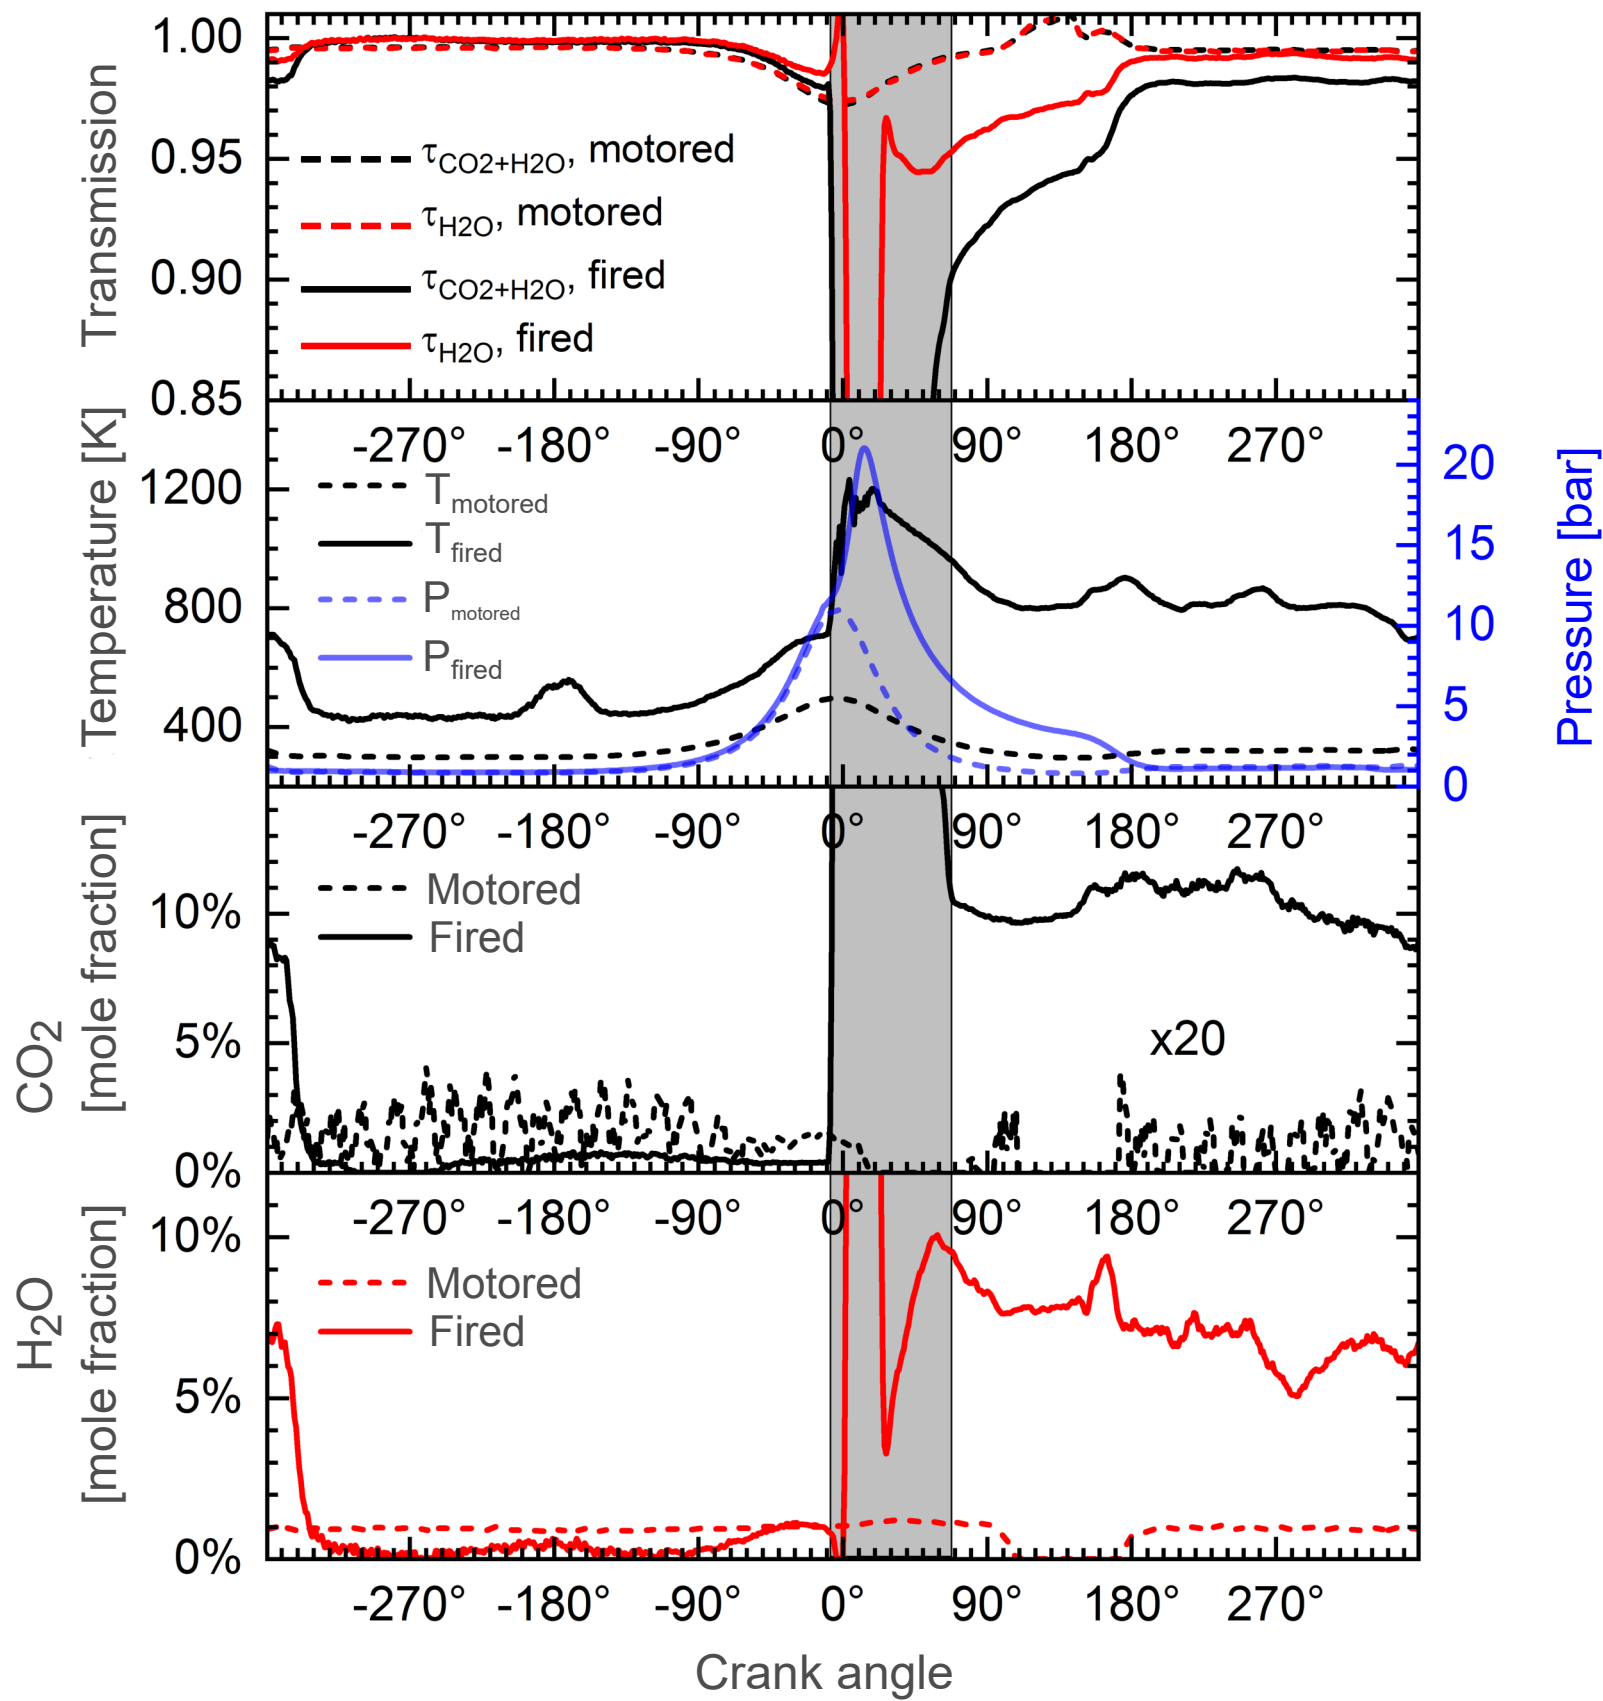 Transmission
1.00
0.95
0.90
0.85
τCO2+H2O, motored
τH2O, motored
τCO2+H2O, fired
τH2O, fired
-270° -180° -90° 0° 90° 180° 270°
Temperature [K]
1200
800
400
Tmotored
Tfired
Pmotored
Pfired
20
15
10
5
0
Pressure [bar]
-270° -180° -90° 0° 90° 180° 270°
CO2
[mole fraction]
10%
5%
0%
Motored
Fired
x20
-270° -180° -90° 0° 90° 180° 270°
H2O
[mole fraction]
10%
5%
0%
Motored
Fired
-270° -180° -90° 0° 90° 180° 270°
Crank angle